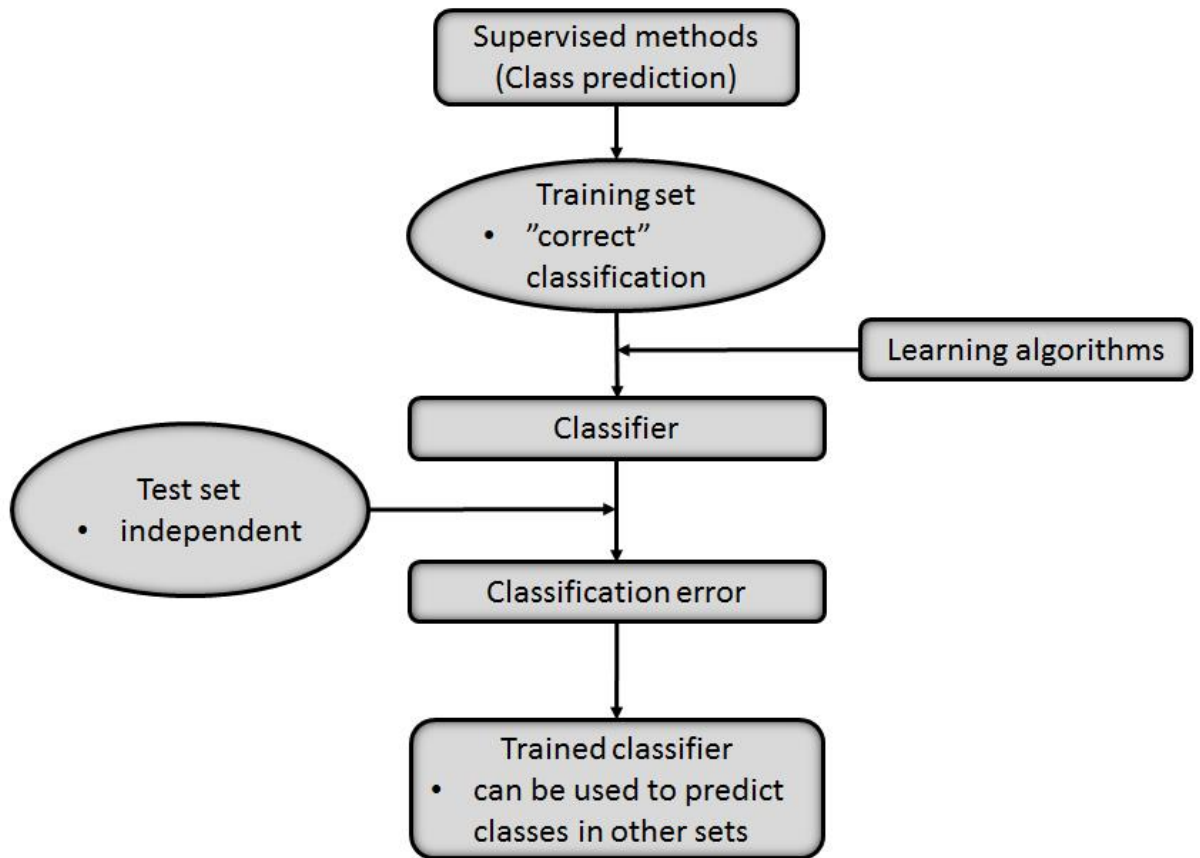 Supervised methods
(Class prediction)
Training set
• ”correct”
classification
Learning algorithms
Classifier
Test set
• independent
Classification error
Trained classifier
• can be used to predict
classes in other sets